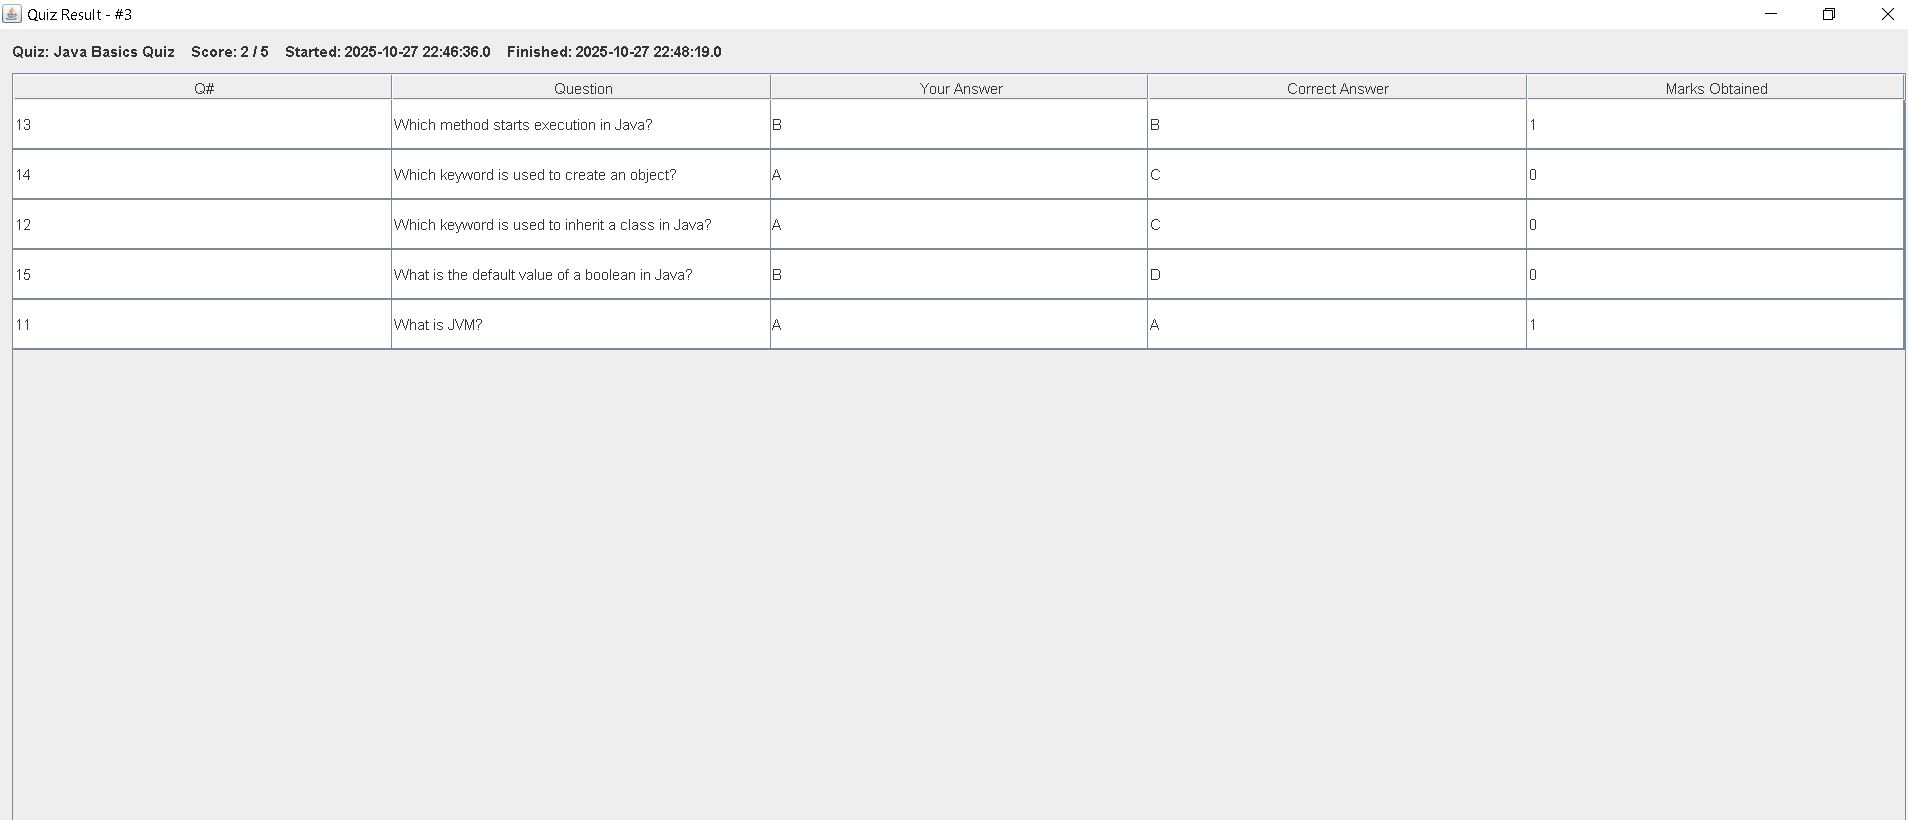 Quiz Result - #3
Quiz: Java Basics Quiz Score: 2 / 5 Started: 2025-10-27 22:46:36.0 Finished: 2025-10-27 22:48:19.0
Q# Question Your Answer Correct Answer Marks Obtained
13 Which method starts execution in Java? B B 1
14 Which keyword is used to create an object? A C 0
12 Which keyword is used to inherit a class in Java? A C 0
15 What is the default value of a boolean in Java? B D 0
11 What is JVM? A A 1